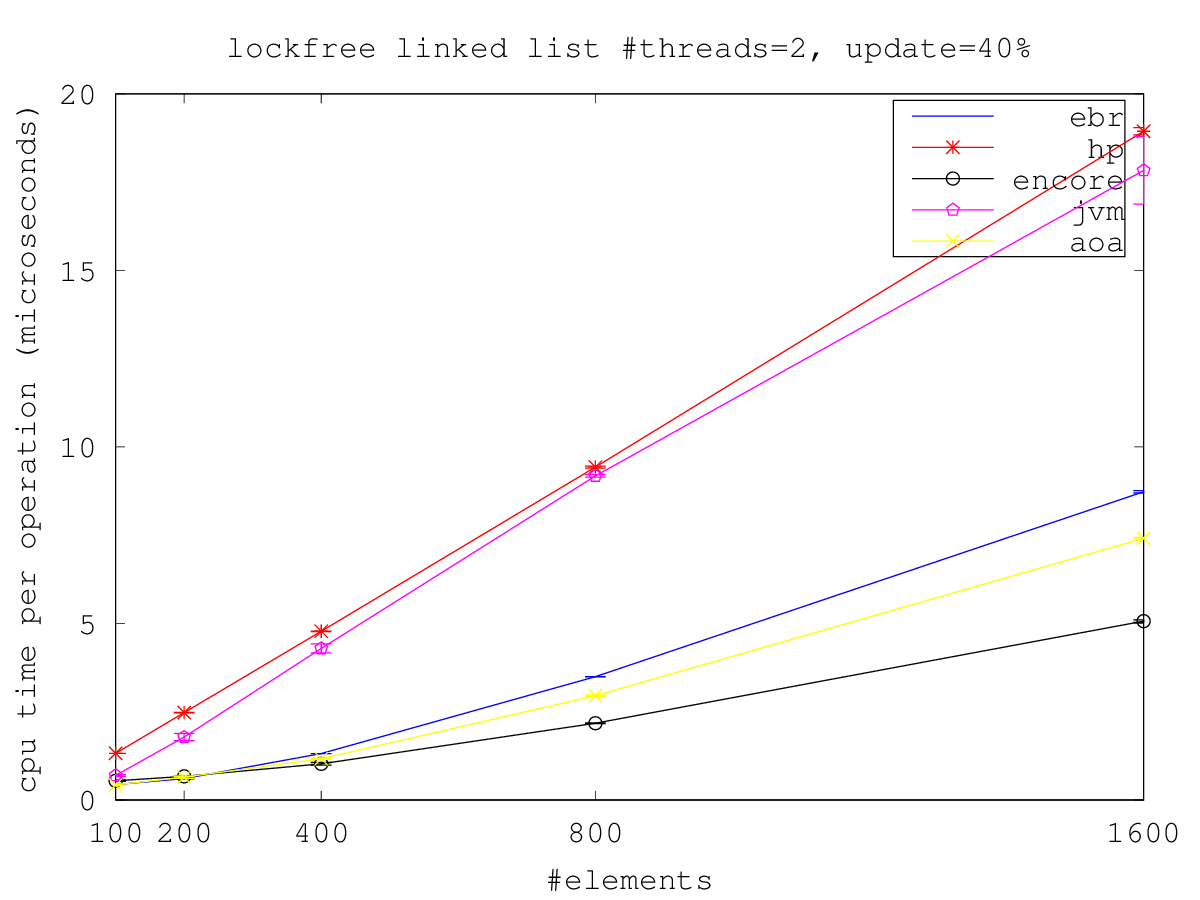 lockfree linked list #threads=2, update=40%
cpu time per operation (microseconds)
20
15
10
5
0
ebr
hp
encore
jvm
aoa
100 200 400 800 1600
#elements